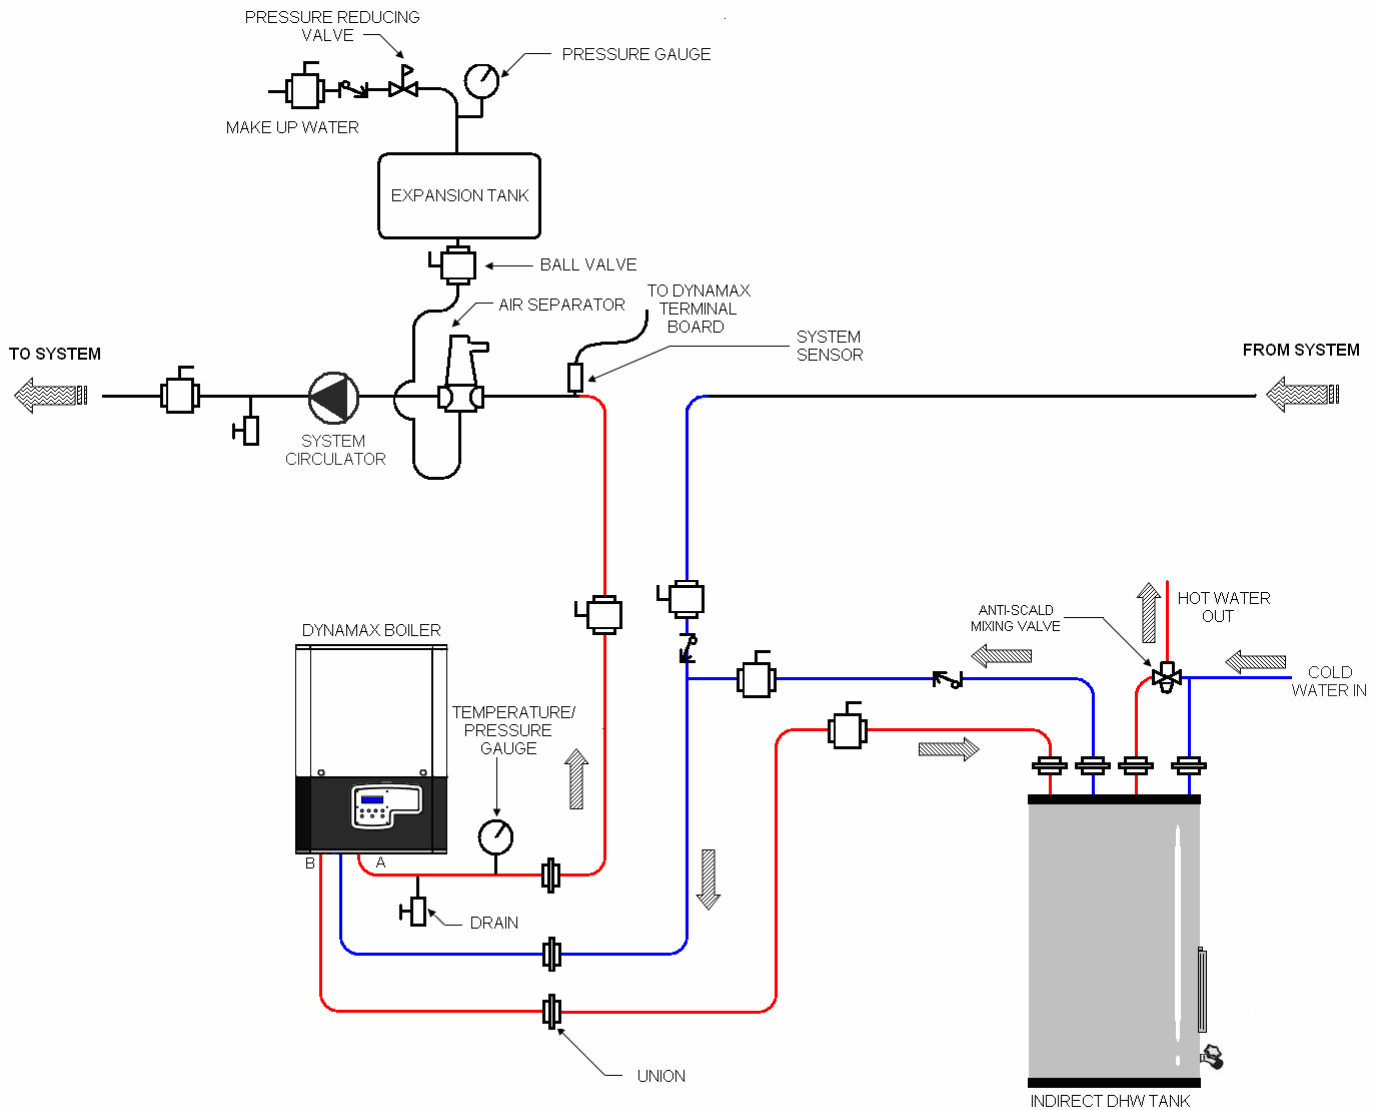 PRESSURE REDUCING
VALVE
PRESSURE GAUGE
MAKE UP WATER
EXPANSION TANK
BALL VALVE
AIR SEPARATOR
TO DYNAMAX
TERMINAL
BOARD
SYSTEM
SENSOR
TO SYSTEM
FROM SYSTEM
SYSTEM
CIRCULATOR
ANTI-SCALD
MIXING VALVE
HOT WATER
OUT
DYNAMAX BOILER
COLD
WATER IN
TEMPERATURE/
PRESSURE
GAUGE
B
A
DRAIN
UNION
INDIRECT DHW TANK